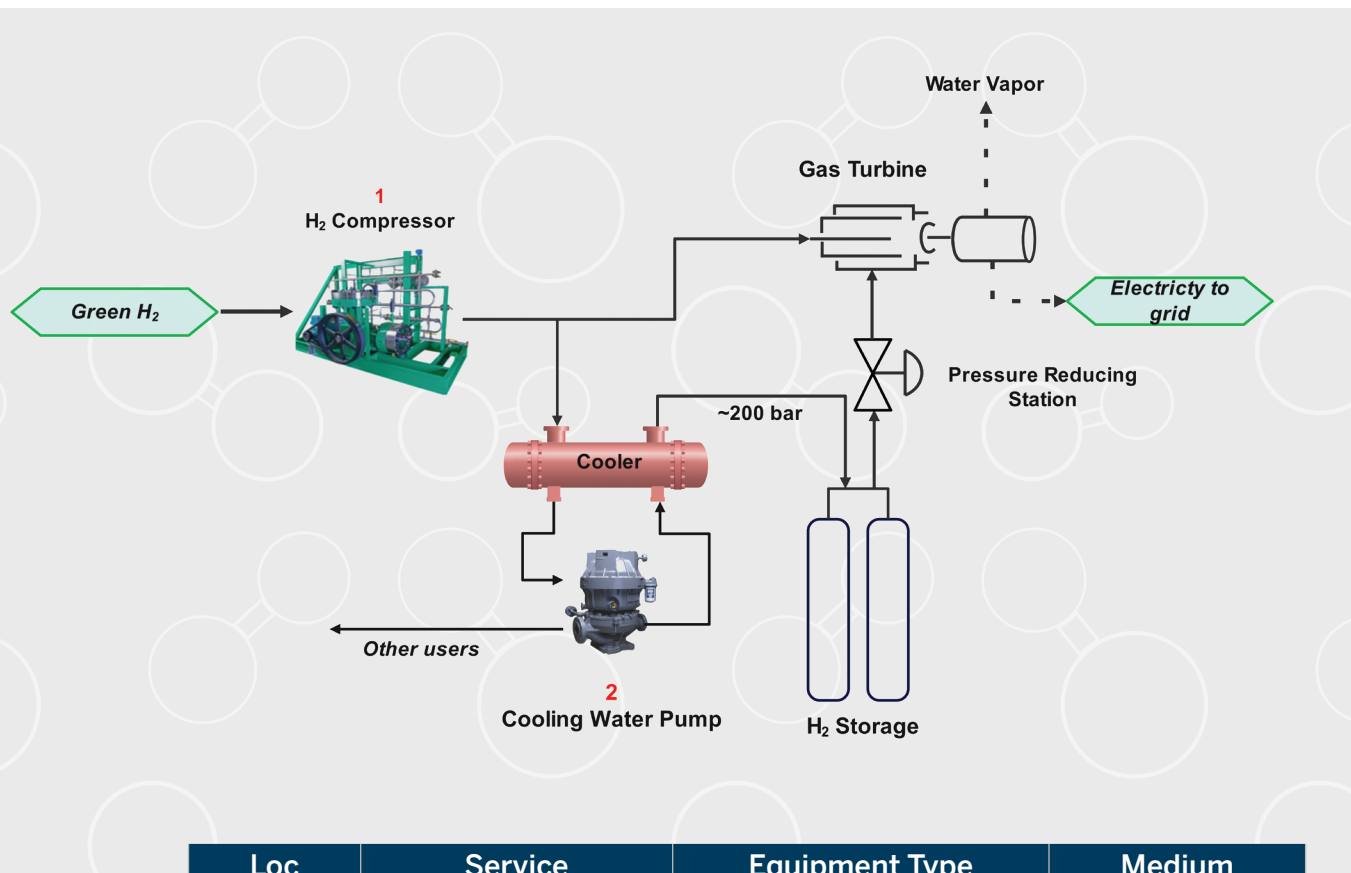 Water Vapor
Gas Turbine
1
H₂ Compressor
Green H₂
Electricty to
grid
Pressure Reducing
Station
~200 bar
Cooler
Other users
2
Cooling Water Pump
H₂ Storage
Loc Service Equipment Type Medium